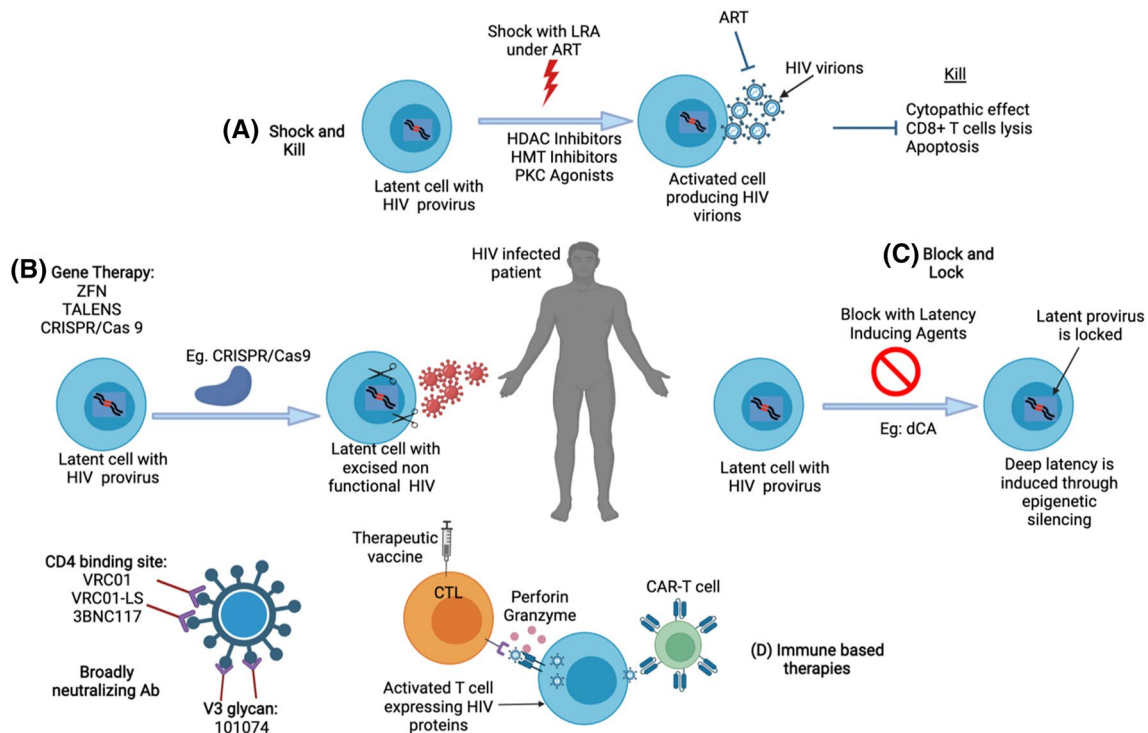 (A)
Shock and
Kill
Latent cell with
HIV provirus
Shock with LRA
under ART
HDAC Inhibitors
HMT Inhibitors
PKC Agonists
ART
HIV virions
Activated cell
producing HIV
virions
Kill
Cytopathic effect
CD8+ T cells lysis
Apoptosis
(B)
Gene Therapy:
ZFN
TALENS
CRISPR/Cas 9
Latent cell with
HIV provirus
Eg. CRISPR/Cas9
Latent cell with
excised non
functional HIV
HIV infected
patient
(C)
Block and
Lock
Latent cell with
HIV provirus
Block with Latency
Inducing Agents
Eg: dCA
Latent provirus
is locked
Deep latency is
induced through
epigenetic
silencing
CD4 binding site:
VRC01
VRC01-LS
3BNC117
Broadly
neutralizing Ab
V3 glycan:
101074
Therapeutic
vaccine
CTL
Perforin
Granzyme
Activated T cell
expressing HIV
proteins
CAR-T cell
(D) Immune based
therapies